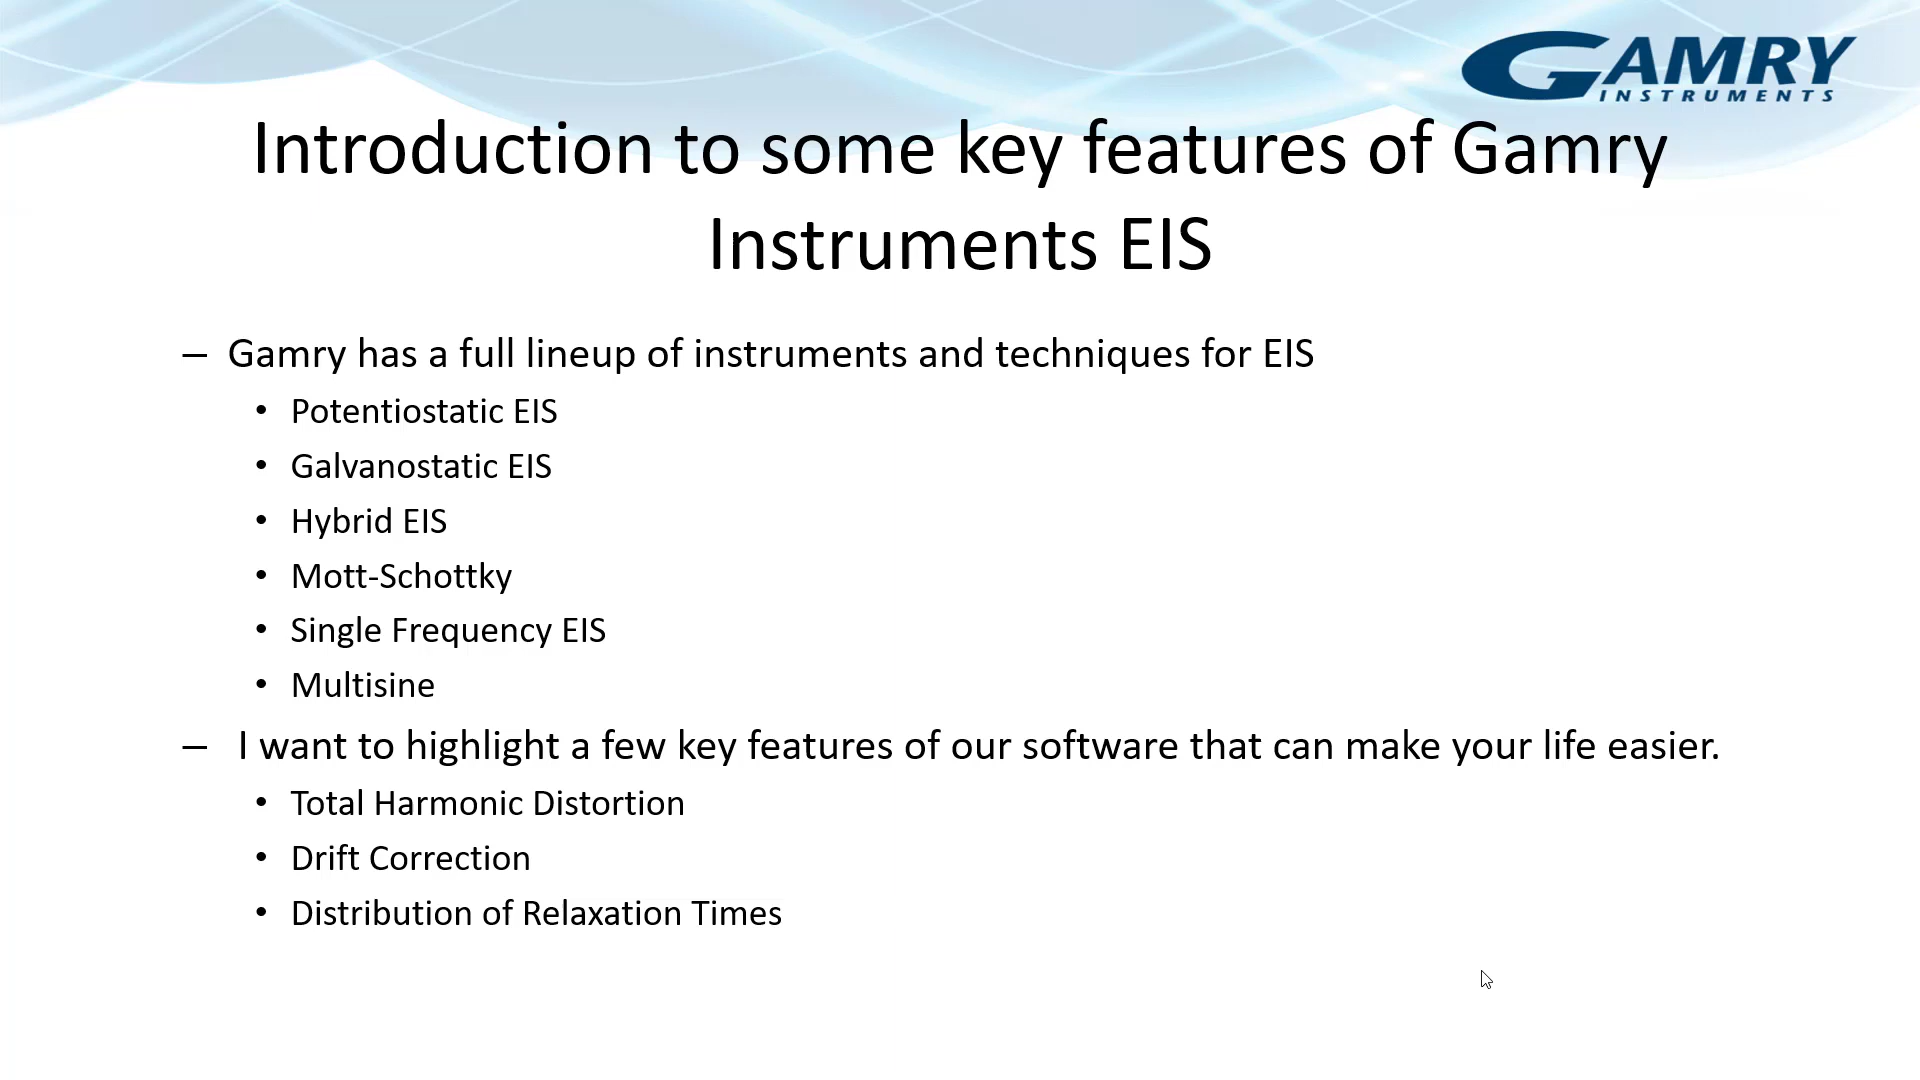 GAMRY
INSTRUMENTS
Introduction to some key features of Gamry
Instruments EIS
– Gamry has a full lineup of instruments and techniques for EIS
• Potentiostatic EIS
• Galvanostatic EIS
• Hybrid EIS
• Mott-Schottky
• Single Frequency EIS
• Multisine
– I want to highlight a few key features of our software that can make your life easier.
• Total Harmonic Distortion
• Drift Correction
• Distribution of Relaxation Times